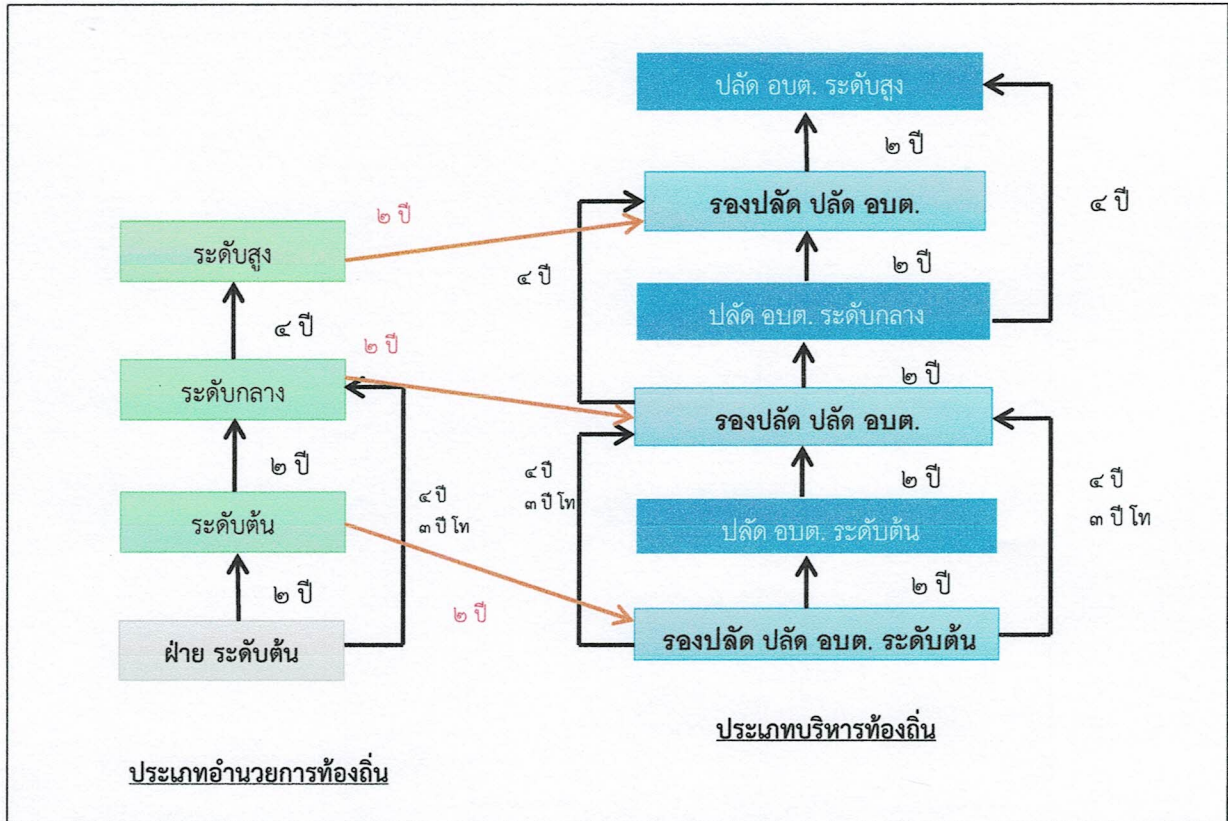 ปลัด อบต. ระดับสูง
๒ ปี
รองปลัด ปลัด อบต.
๔ ปี
๒ ปี
ระดับสูง
๔ ปี
๒ ปี
ปลัด อบต. ระดับกลาง
๔ ปี
๒ ปี
ระดับกลาง
๒ ปี
รองปลัด ปลัด อบต.
๒ ปี
๔ ปี
๓ ปี โท
๔ ปี
๓ ปี โท
๒ ปี
๔ ปี
๓ ปี โท
ระดับต้น
ปลัด อบต. ระดับต้น
๒ ปี
๒ ปี
๒ ปี
ฝ่าย ระดับต้น
รองปลัด ปลัด อบต. ระดับต้น
ประเภทบริหารท้องถิ่น
ประเภทอำนวยการท้องถิ่น